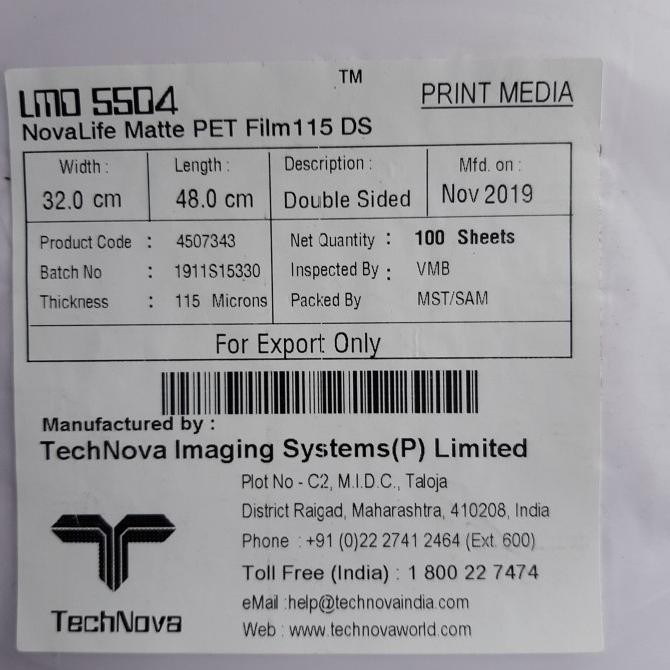 TM
LMO 5504
PRINT MEDIA
NovaLife Matte PET Film115 DS
Width : Length : Description : Mfd. on :
32.0 cm 48.0 cm Double Sided Nov 2019
Product Code : 4507343 Net Quantity : 100 Sheets
Batch No : 1911S15330 Inspected By : VMB
Thickness : 115 Microns Packed By MST/SAM
For Export Only
Manufactured by :
TechNova Imaging Systems(P) Limited
Plot No - C2, M.I.D.C., Taloja
District Raigad, Maharashtra, 410208, India
Phone : +91 (0)22 2741 2464 (Ext. 600)
Toll Free (India) : 1 800 22 7474
eMail :help@technovaindia.com
Web : www.technovaworld.com
TechNova